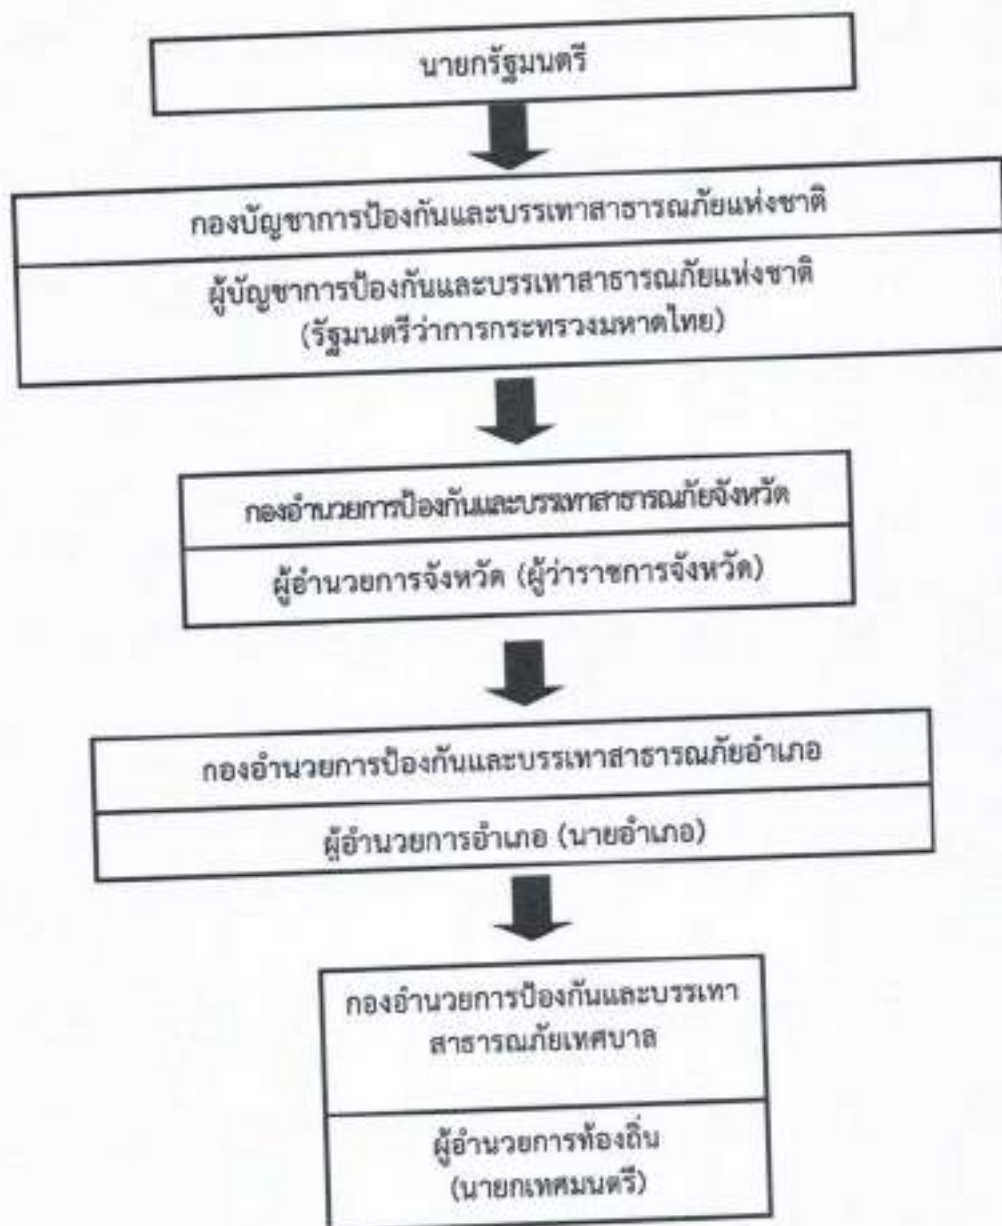 นายกรัฐมนตรี
กองบัญชาการป้องกันและบรรเทาสาธารณภัยแห่งชาติ
ผู้บัญชาการป้องกันและบรรเทาสาธารณภัยแห่งชาติ
(รัฐมนตรีว่าการกระทรวงมหาดไทย)
กองอำนวยการป้องกันและบรรเทาสาธารณภัยจังหวัด
ผู้อำนวยการจังหวัด (ผู้ว่าราชการจังหวัด)
กองอำนวยการป้องกันและบรรเทาสาธารณภัยอำเภอ
ผู้อำนวยการอำเภอ (นายอำเภอ)
กองอำนวยการป้องกันและบรรเทา
สาธารณภัยเทศบาล
ผู้อำนวยการท้องถิ่น
(นายกเทศมนตรี)